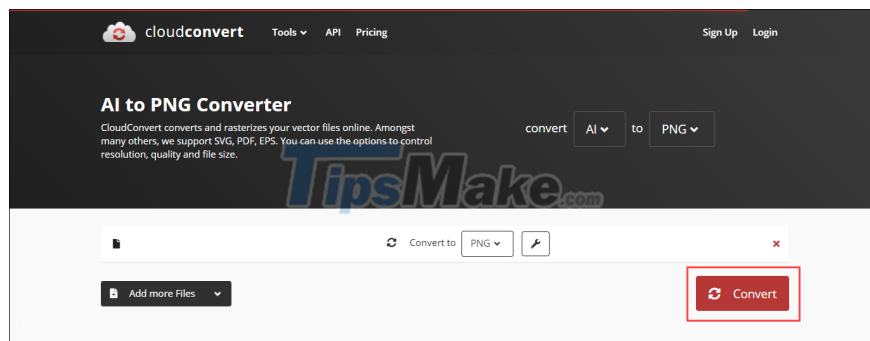 cloudconvert Tools API Pricing Sign Up Login
AI to PNG Converter
CloudConvert converts and rasterizes your vector files online. Amongst
many others, we support SVG, PDF, EPS. You can use the options to control
resolution, quality and file size.
convert AI to PNG
TipsMake.com
Convert to PNG
Add more Files
Convert